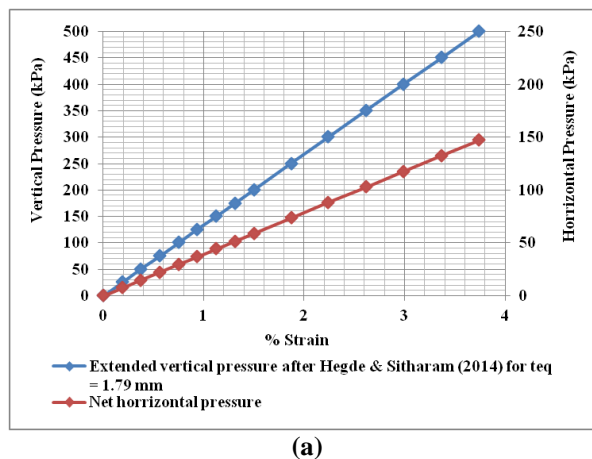 500
450
400
350
300
250
200
150
100
50
0
Vertical Pressure (kPa)
250
200
150
100
50
0
Horrizontal Pressure (kPa)
0 1 2 3 4
% Strain
Extended vertical pressure after Hegde & Sitharam (2014) for teq
= 1.79 mm
Net horrizontal pressure
(a)